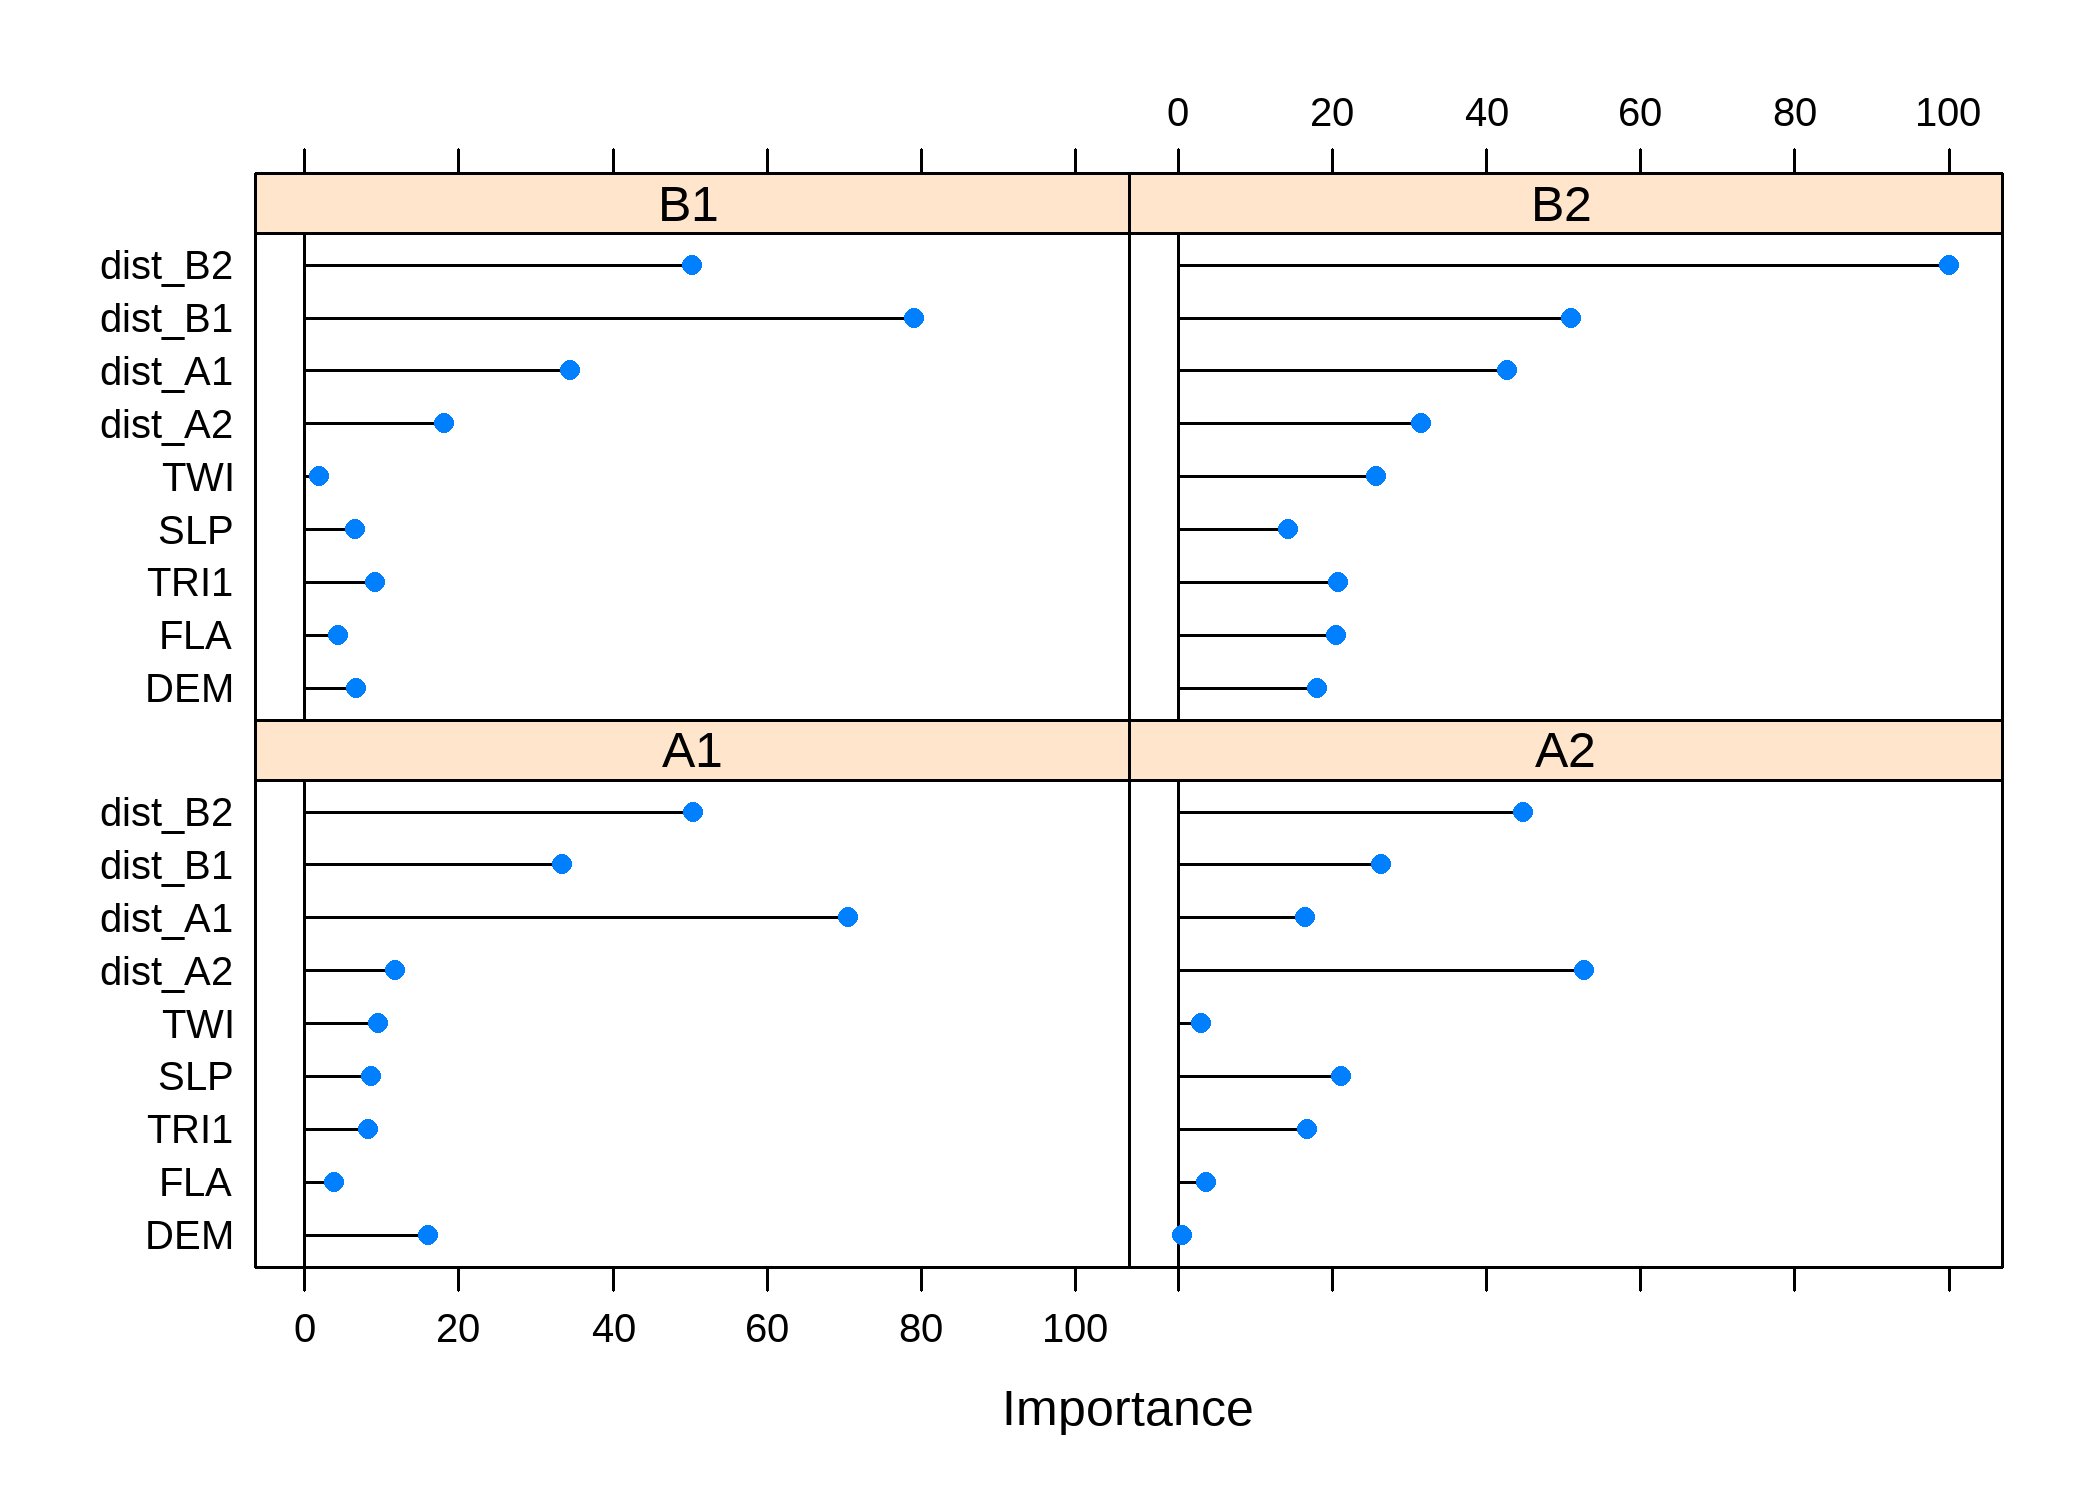 0 20 40 60 80 100
B1 B2
dist_B2
dist_B1
dist_A1
dist_A2
TWI
SLP
TRI1
FLA
DEM
A1 A2
dist_B2
dist_B1
dist_A1
dist_A2
TWI
SLP
TRI1
FLA
DEM
0 20 40 60 80 100
Importance